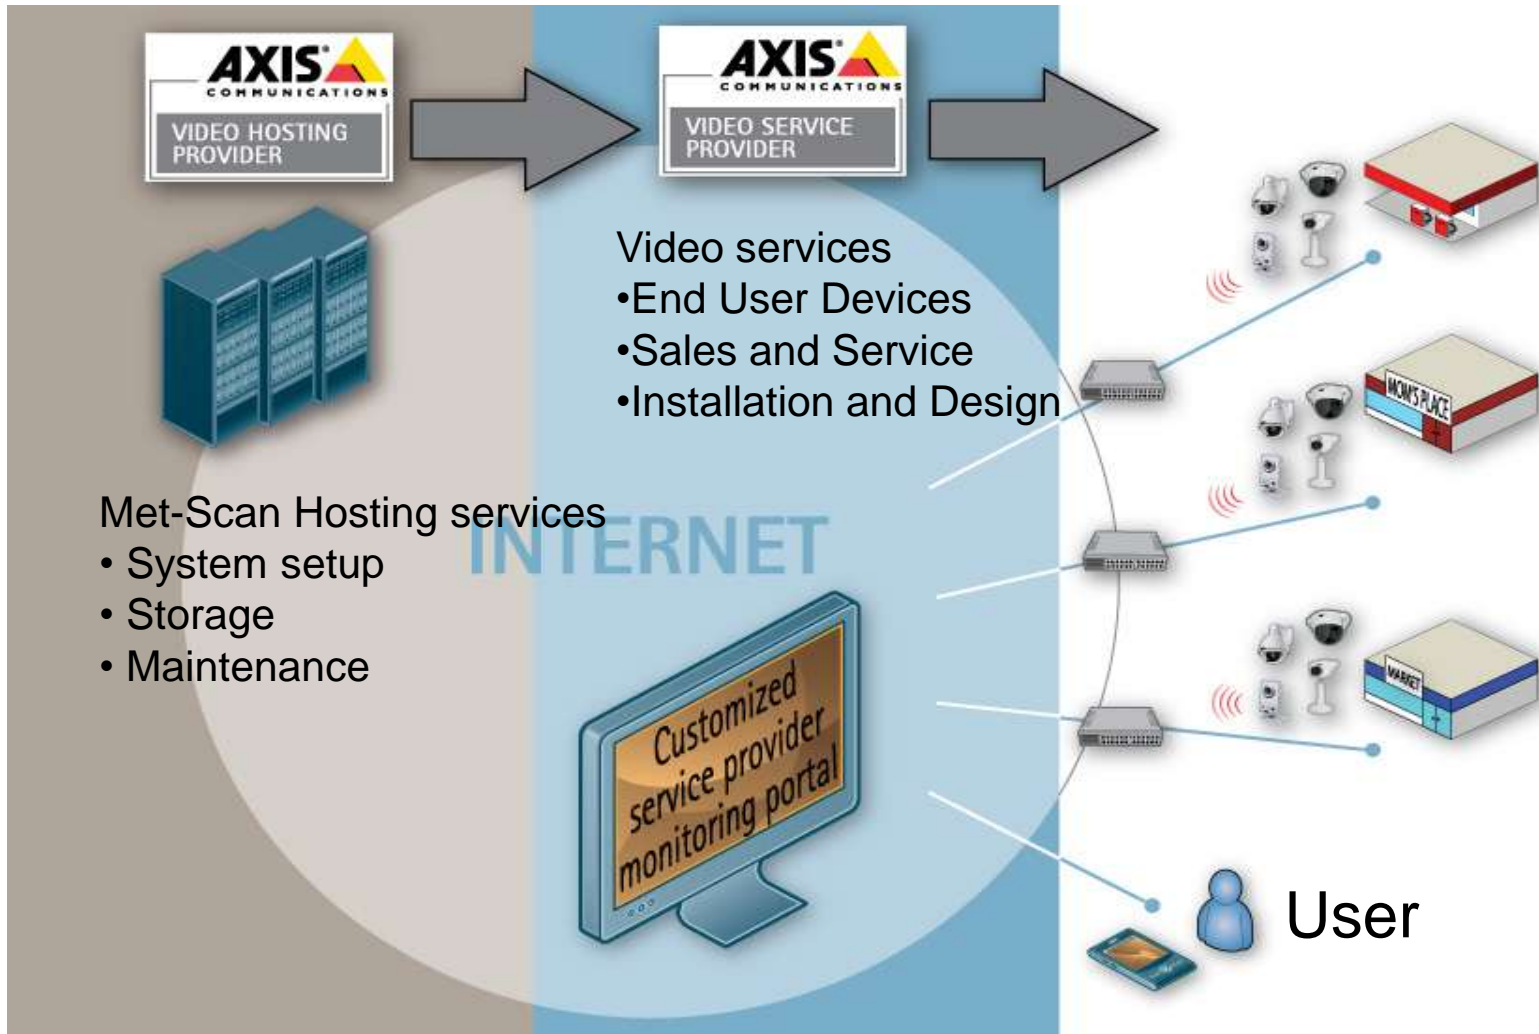 AXIS
COMMUNICATIONS
VIDEO HOSTING
PROVIDER
AXIS
COMMUNICATIONS
VIDEO SERVICE
PROVIDER
Video services
•End User Devices
•Sales and Service
•Installation and Design
Met-Scan Hosting services
• System setup
• Storage
• Maintenance
INTERNET
Customized
service provider
monitoring portal
MOM'S PLACE
MARKET
User